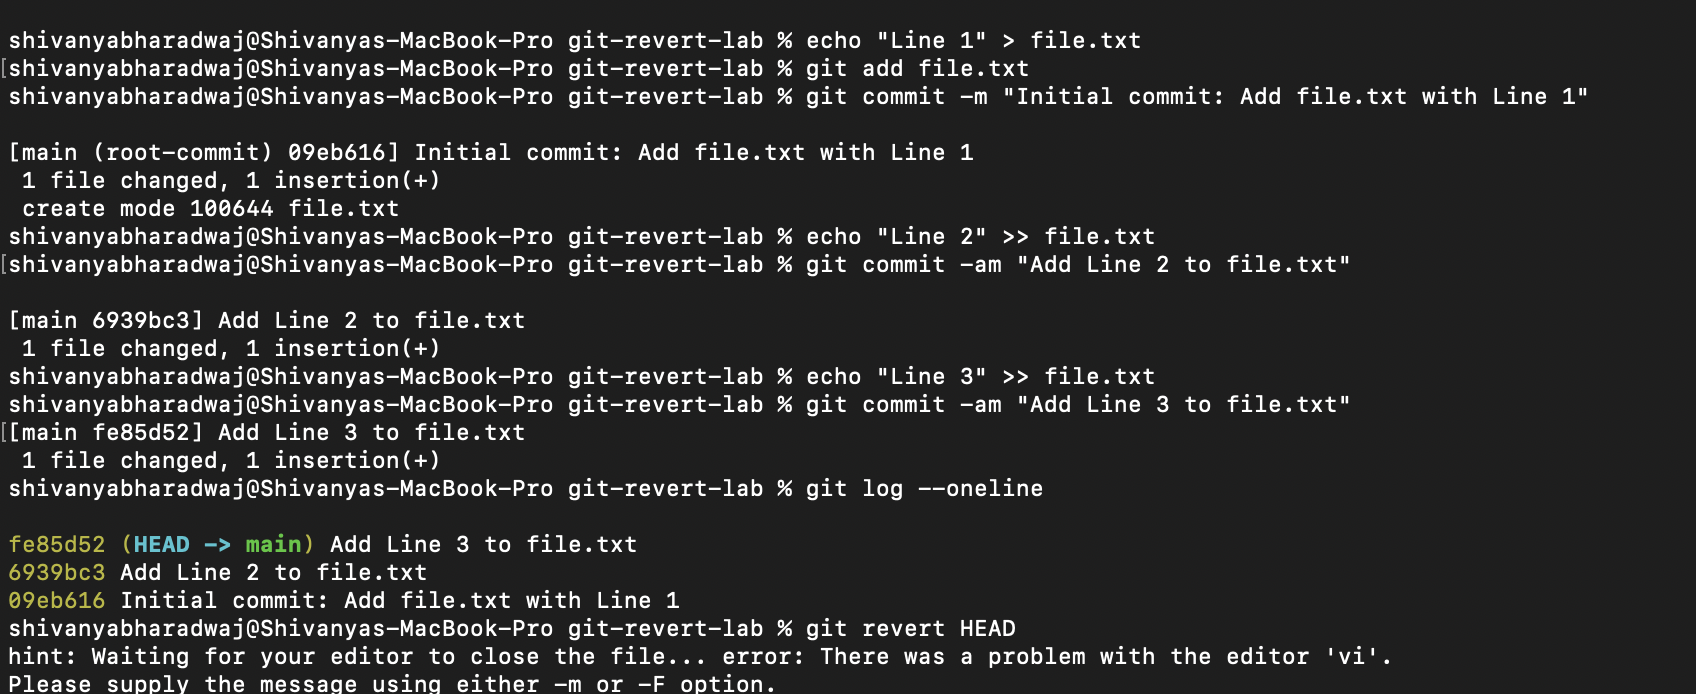 shivanyabharadwaj@Shivanyas-MacBook-Pro git-revert-lab % echo "Line 1" > file.txt
[shivanyabharadwaj@Shivanyas-MacBook-Pro git-revert-lab % git add file.txt
shivanyabharadwaj@Shivanyas-MacBook-Pro git-revert-lab % git commit -m "Initial commit: Add file.txt with Line 1"
[main (root-commit) 09eb616] Initial commit: Add file.txt with Line 1
 1 file changed, 1 insertion(+)
 create mode 100644 file.txt
shivanyabharadwaj@Shivanyas-MacBook-Pro git-revert-lab % echo "Line 2" >> file.txt
[shivanyabharadwaj@Shivanyas-MacBook-Pro git-revert-lab % git commit -am "Add Line 2 to file.txt"
[main 6939bc3] Add Line 2 to file.txt
 1 file changed, 1 insertion(+)
shivanyabharadwaj@Shivanyas-MacBook-Pro git-revert-lab % echo "Line 3" >> file.txt
shivanyabharadwaj@Shivanyas-MacBook-Pro git-revert-lab % git commit -am "Add Line 3 to file.txt"
[[main fe85d52] Add Line 3 to file.txt
 1 file changed, 1 insertion(+)
shivanyabharadwaj@Shivanyas-MacBook-Pro git-revert-lab % git log --oneline
fe85d52 (HEAD -> main) Add Line 3 to file.txt
6939bc3 Add Line 2 to file.txt
09eb616 Initial commit: Add file.txt with Line 1
shivanyabharadwaj@Shivanyas-MacBook-Pro git-revert-lab % git revert HEAD
hint: Waiting for your editor to close the file... error: There was a problem with the editor 'vi'.
Please supply the message using either -m or -F option.